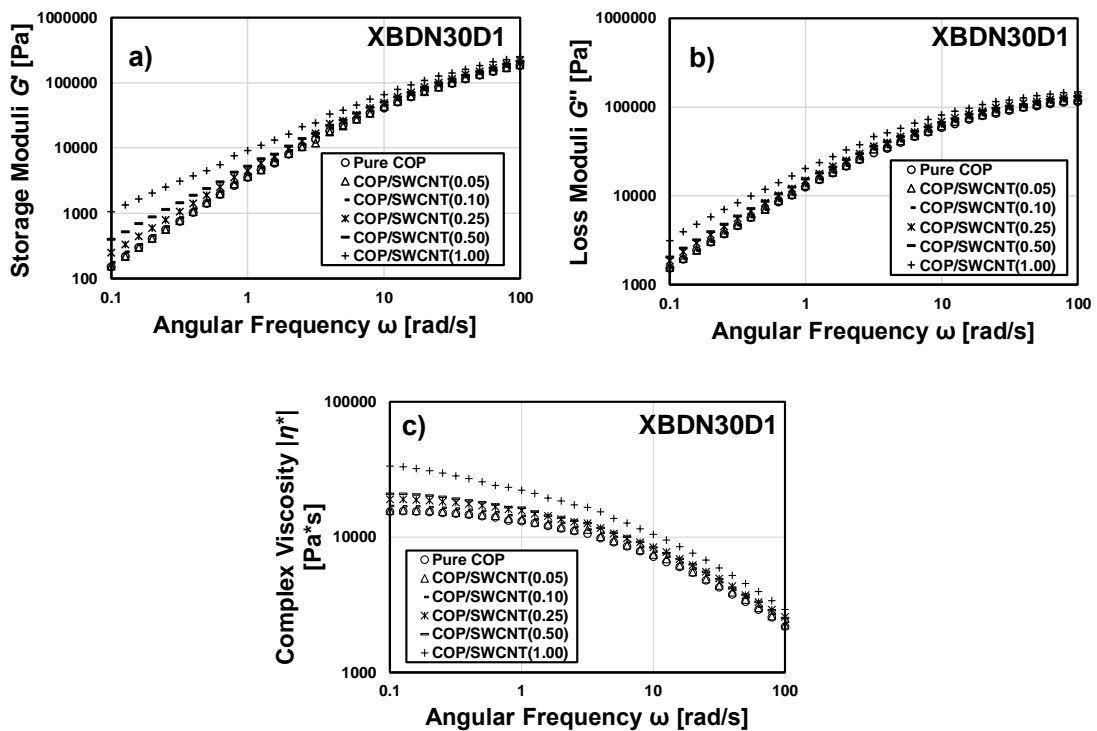 a)
XBDN30D1
Storage Moduli G' [Pa]
1000000
100000
10000
1000
100
0.1
1
10
100
Angular Frequency ω [rad/s]
Pure COP
COP/SWCNT(0.05)
COP/SWCNT(0.10)
COP/SWCNT(0.25)
COP/SWCNT(0.50)
COP/SWCNT(1.00)
b)
XBDN30D1
Loss Moduli G" [Pa]
1000000
100000
10000
1000
0.1
1
10
100
Angular Frequency ω [rad/s]
Pure COP
COP/SWCNT(0.05)
COP/SWCNT(0.10)
COP/SWCNT(0.25)
COP/SWCNT(0.50)
COP/SWCNT(1.00)
c)
XBDN30D1
Complex Viscosity |η*|
[Pa*s]
100000
10000
1000
0.1
1
10
100
Angular Frequency ω [rad/s]
Pure COP
COP/SWCNT(0.05)
COP/SWCNT(0.10)
COP/SWCNT(0.25)
COP/SWCNT(0.50)
COP/SWCNT(1.00)